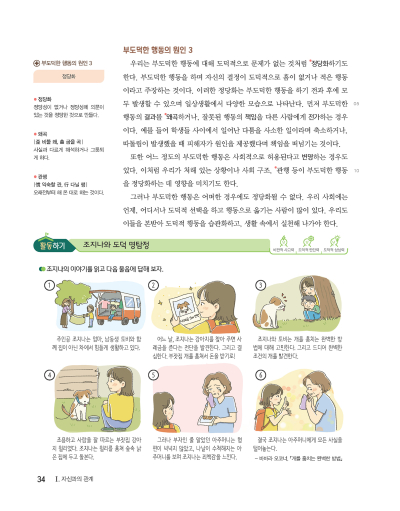 부도덕한 행동의 원인 3
부도덕한 행동의 원인 3
정당화
정당화
정당성이 없거나 정당성에 의문이
있는 것을 정당한 것으로 만들다.
왜곡
(歪 비뚤 왜, 曲 굽을 곡)
사실과 다르게 해석하거나 그릇되
게 하다.
관행
(慣 익숙할 관, 行 다닐 행)
오래전부터 해 온 대로 하는 것이다.
우리는 부도덕한 행동에 대해 도덕적으로 문제가 없는 것처럼 정당화하기도
한다. 부도덕한 행동을 하며 자신의 결정이 도덕적으로 흠이 없거나 작은 행동
이라고 주장하는 것이다. 이러한 정당화는 부도덕한 행동을 하기 전과 후에 모
두 발생할 수 있으며 일상생활에서 다양한 모습으로 나타난다. 먼저 부도덕한
05
행동의 결과를 왜곡하거나, 잘못된 행동의 책임을 다른 사람에게 전가하는 경우
이다. 예를 들어 학생들 사이에서 일어난 다툼을 사소한 일이라며 축소하거나,
따돌림이 발생했을 때 피해자가 원인을 제공했다며 책임을 떠넘기는 것이다.
또한 어느 정도의 부도덕한 행동은 사회적으로 허용된다고 변명하는 경우도
있다. 이처럼 우리가 처해 있는 상황이나 사회 구조, 관행 등이 부도덕한 행동
10
을 정당화하는 데 영향을 미치기도 한다.
그러나 부도덕한 행동은 어떠한 경우에도 정당화될 수 없다. 우리 사회에는
언제, 어디서나 도덕적 선택을 하고 행동으로 옮기는 사람이 많이 있다. 우리도
이들을 본받아 도덕적 행동을 습관화하고, 생활 속에서 실천해 나가야 한다.
활동하기
조지나와 도덕 명탐정
조지나의 이야기를 읽고 다음 물음에 답해 보자.
1
2
3
주인공 조지나는 엄마, 남동생 토비와 함
께 집이 아닌 차에서 힘들게 생활하고 있다.
어느 날, 조지나는 강아지를 찾아 주면 사
례금을 준다는 전단을 발견한다. 그리고 결
심한다. 부잣집 개를 훔쳐서 돈을 받기로!
조지나와 토비는 개를 훔치는 완벽한 방
법에 대해 고민한다. 그리고 드디어 완벽한
조건의 개를 발견한다.
4
5
6
조용하고 사람을 잘 따르는 부잣집 강아
지 윌리였다. 조지나는 윌리를 훔쳐 숲속 낡
은 집에 두고 돌본다.
그러나 부자인 줄 알았던 아주머니는 형
편이 넉넉지 않았고, 나날이 수척해지는 아
주머니를 보며 조지나는 죄책감을 느낀다.
결국 조지나는 아주머니에게 모든 사실을
털어놓는다.
- 바바라 오코너, 『개를 훔치는 완벽한 방법』
34
Ⅰ. 자신과의 관계